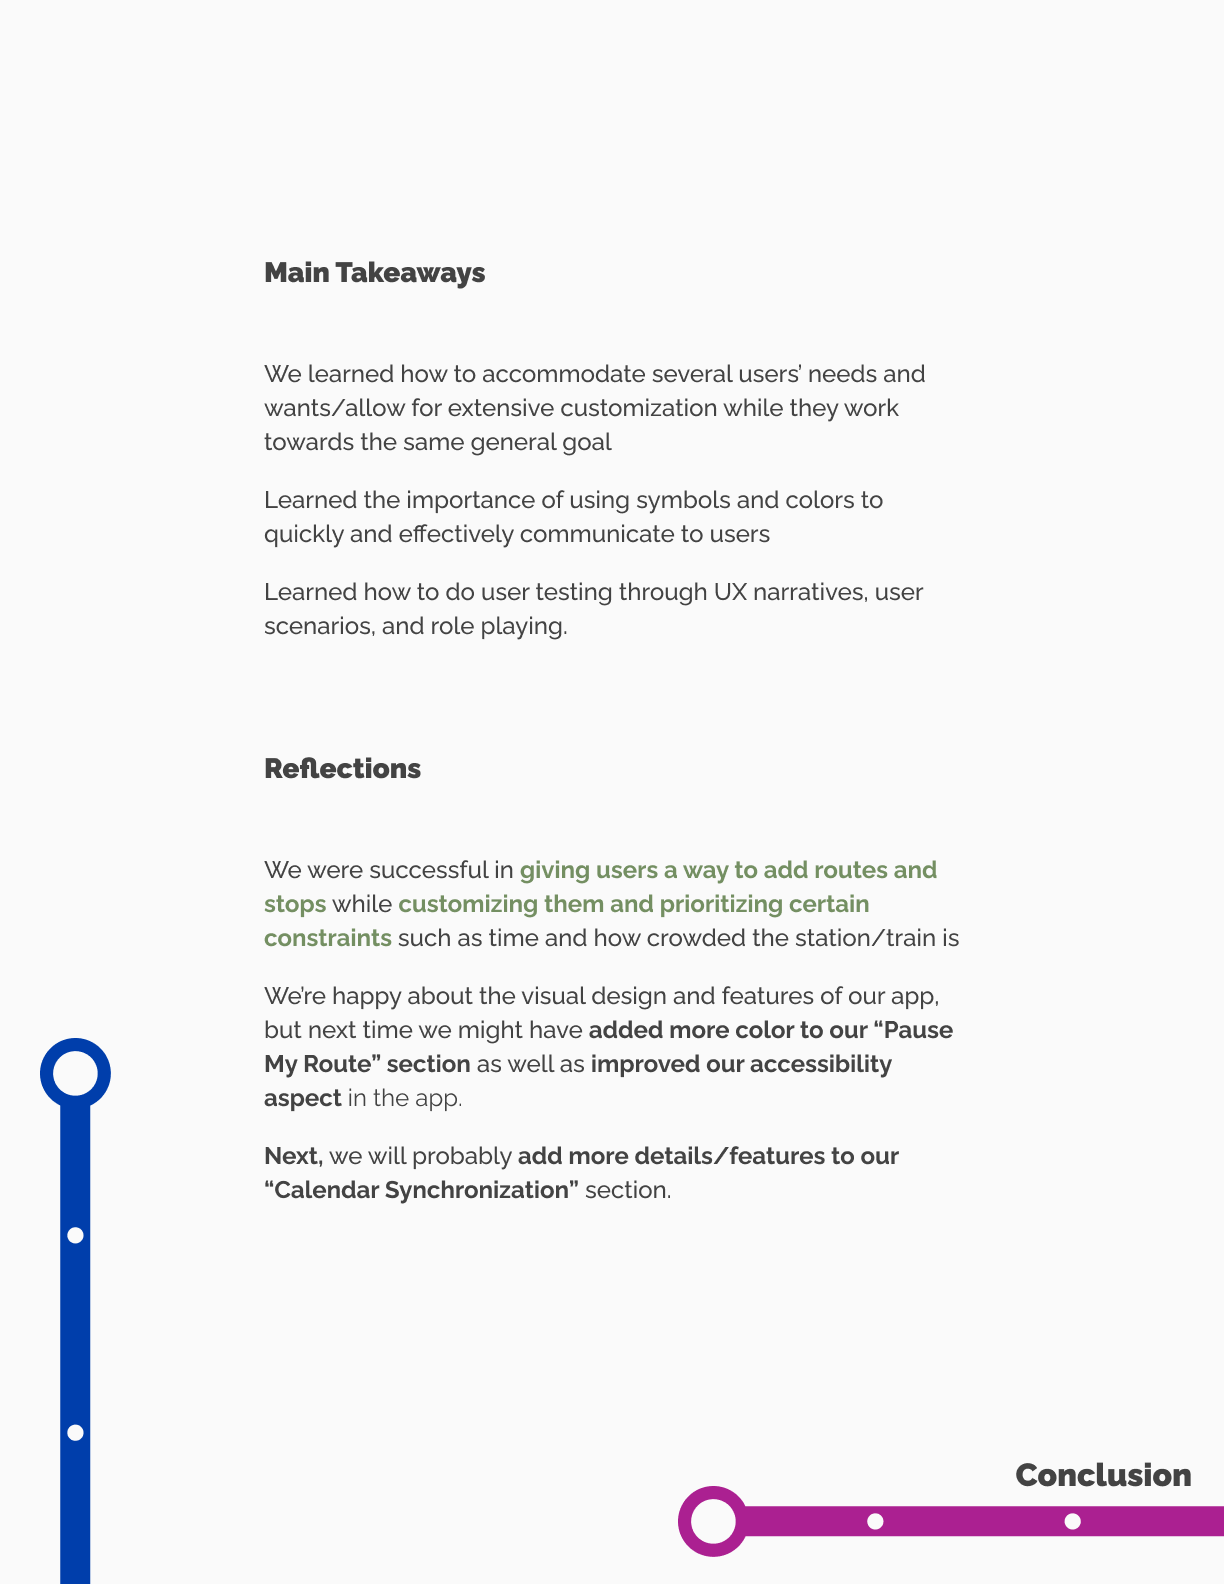 Main Takeaways
We learned how to accommodate several users’ needs and
wants/allow for extensive customization while they work
towards the same general goal
Learned the importance of using symbols and colors to
quickly and effectively communicate to users
Learned how to do user testing through UX narratives, user
scenarios, and role playing.
Reflections
We were successful in giving users a way to add routes and
stops while customizing them and prioritizing certain
constraints such as time and how crowded the station/train is
We’re happy about the visual design and features of our app,
but next time we might have added more color to our “Pause
My Route” section as well as improved our accessibility
aspect in the app.
Next, we will probably add more details/features to our
“Calendar Synchronization” section.
Conclusion